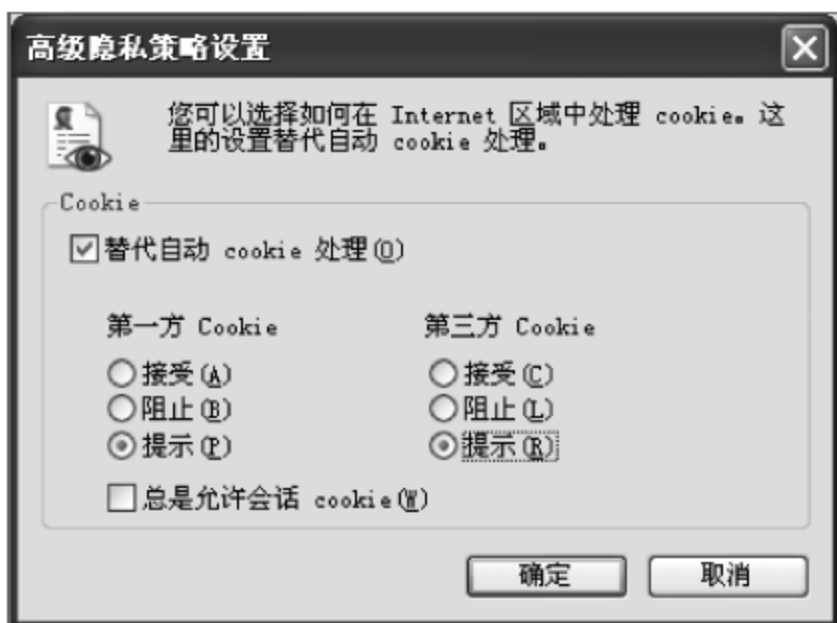 高级隐私策略设置
您可以选择如何在 Internet 区域中处理 cookie。这
里的设置替代自动 cookie 处理。
Cookie
替代自动 cookie 处理(O)
第一方 Cookie 第三方 Cookie
接受(A) 接受(C)
阻止(B) 阻止(L)
提示(P) 提示(R)
总是允许会话 cookie(W)
确定 取消